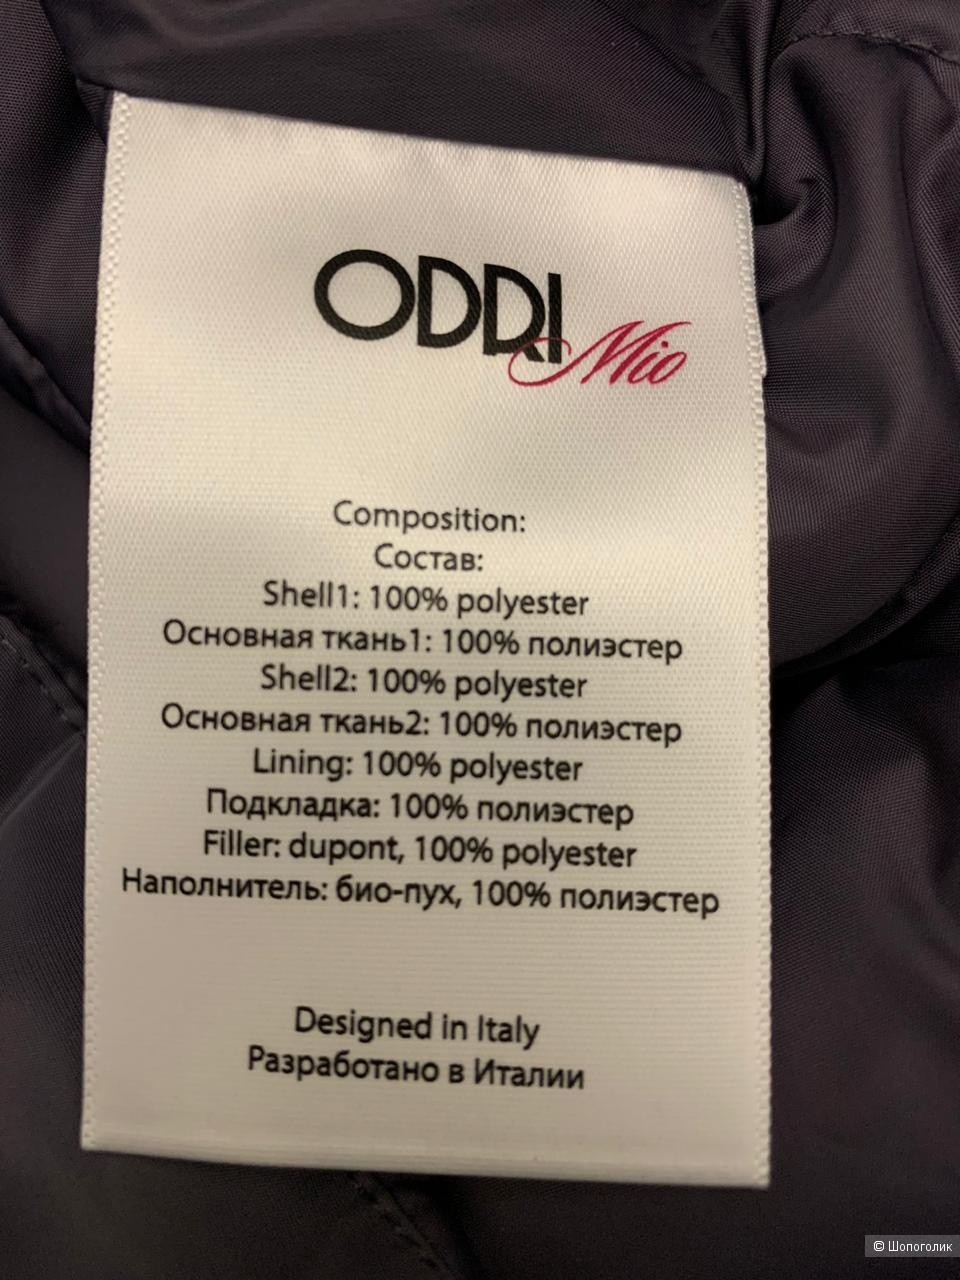 ODRI Mio
Composition:
Состав:
Shell1: 100% polyester
Основная ткань1: 100% полиэстер
Shell2: 100% polyester
Основная ткань2: 100% полиэстер
Lining: 100% polyester
Подкладка: 100% полиэстер
Filler: dupont, 100% polyester
Наполнитель: био-пух, 100% полиэстер
Designed in Italy
Разработано в Италии
© Шопоголик